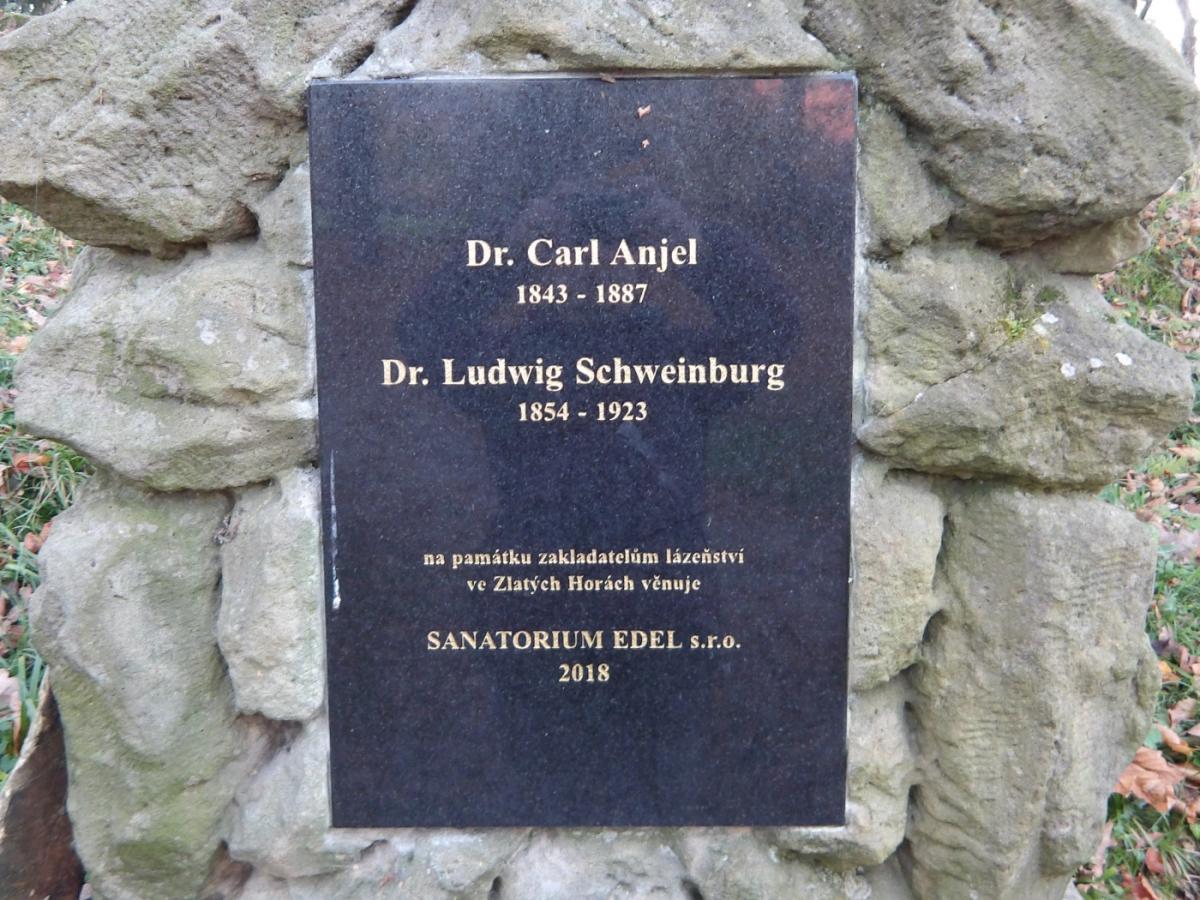 Dr. Carl Anjel
1843 - 1887
Dr. Ludwig Schweinburg
1854 - 1923
na památku zakladatelům lázeňství
ve Zlatých Horách věnuje
SANATORIUM EDEL s.r.o.
2018